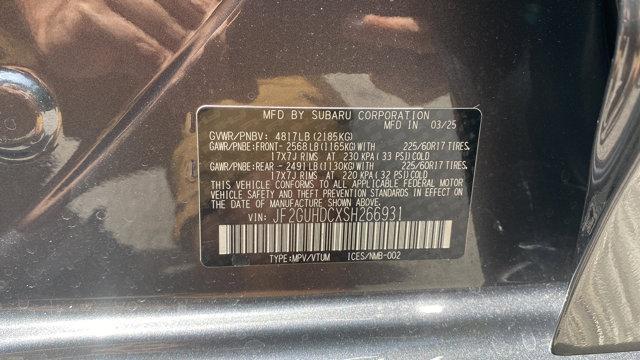 MFD BY SUBARU CORPORATION
MFD IN 03/25
GVWR/PNBV: 4817LB (2185KG)
GAWR/PNBE:FRONT- 2568LB(1165KG)WITH 225/60R17 TIRES,
17X7J RIMS AT 230 KPA (33 PSI)COLD
GAWR/PNBE:REAR -2491LB(1130KG)WITH 225/60R17 TIRES,
17X7J RIMS AT 220 KPA (32 PSI)COLD
THIS VEHICLE CONFORMS TO ALL APPLICABLE FEDERAL MOTOR
VEHICLE SAFETY AND THEFT PREVENTION STANDARDS IN EFFECT ON
THE DATE OF MANUFACTURE SHOWN ABOVE.
VIN: JF2GUHDCXSH266931
TYPE:MPV/VTUM ICES/NMB-002